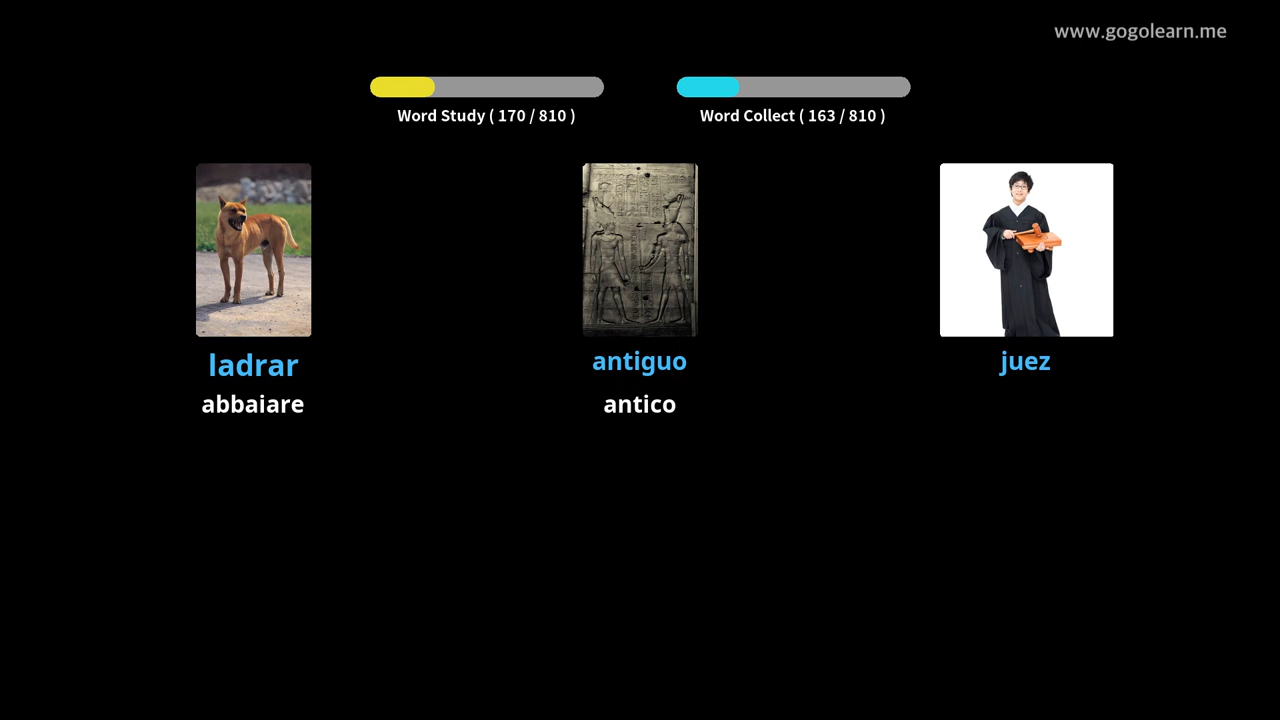 www.gogolearn.me
Word Study ( 170 / 810 )
Word Collect ( 163 / 810 )
ladrar
antiguo
juez
abbaiare
antico